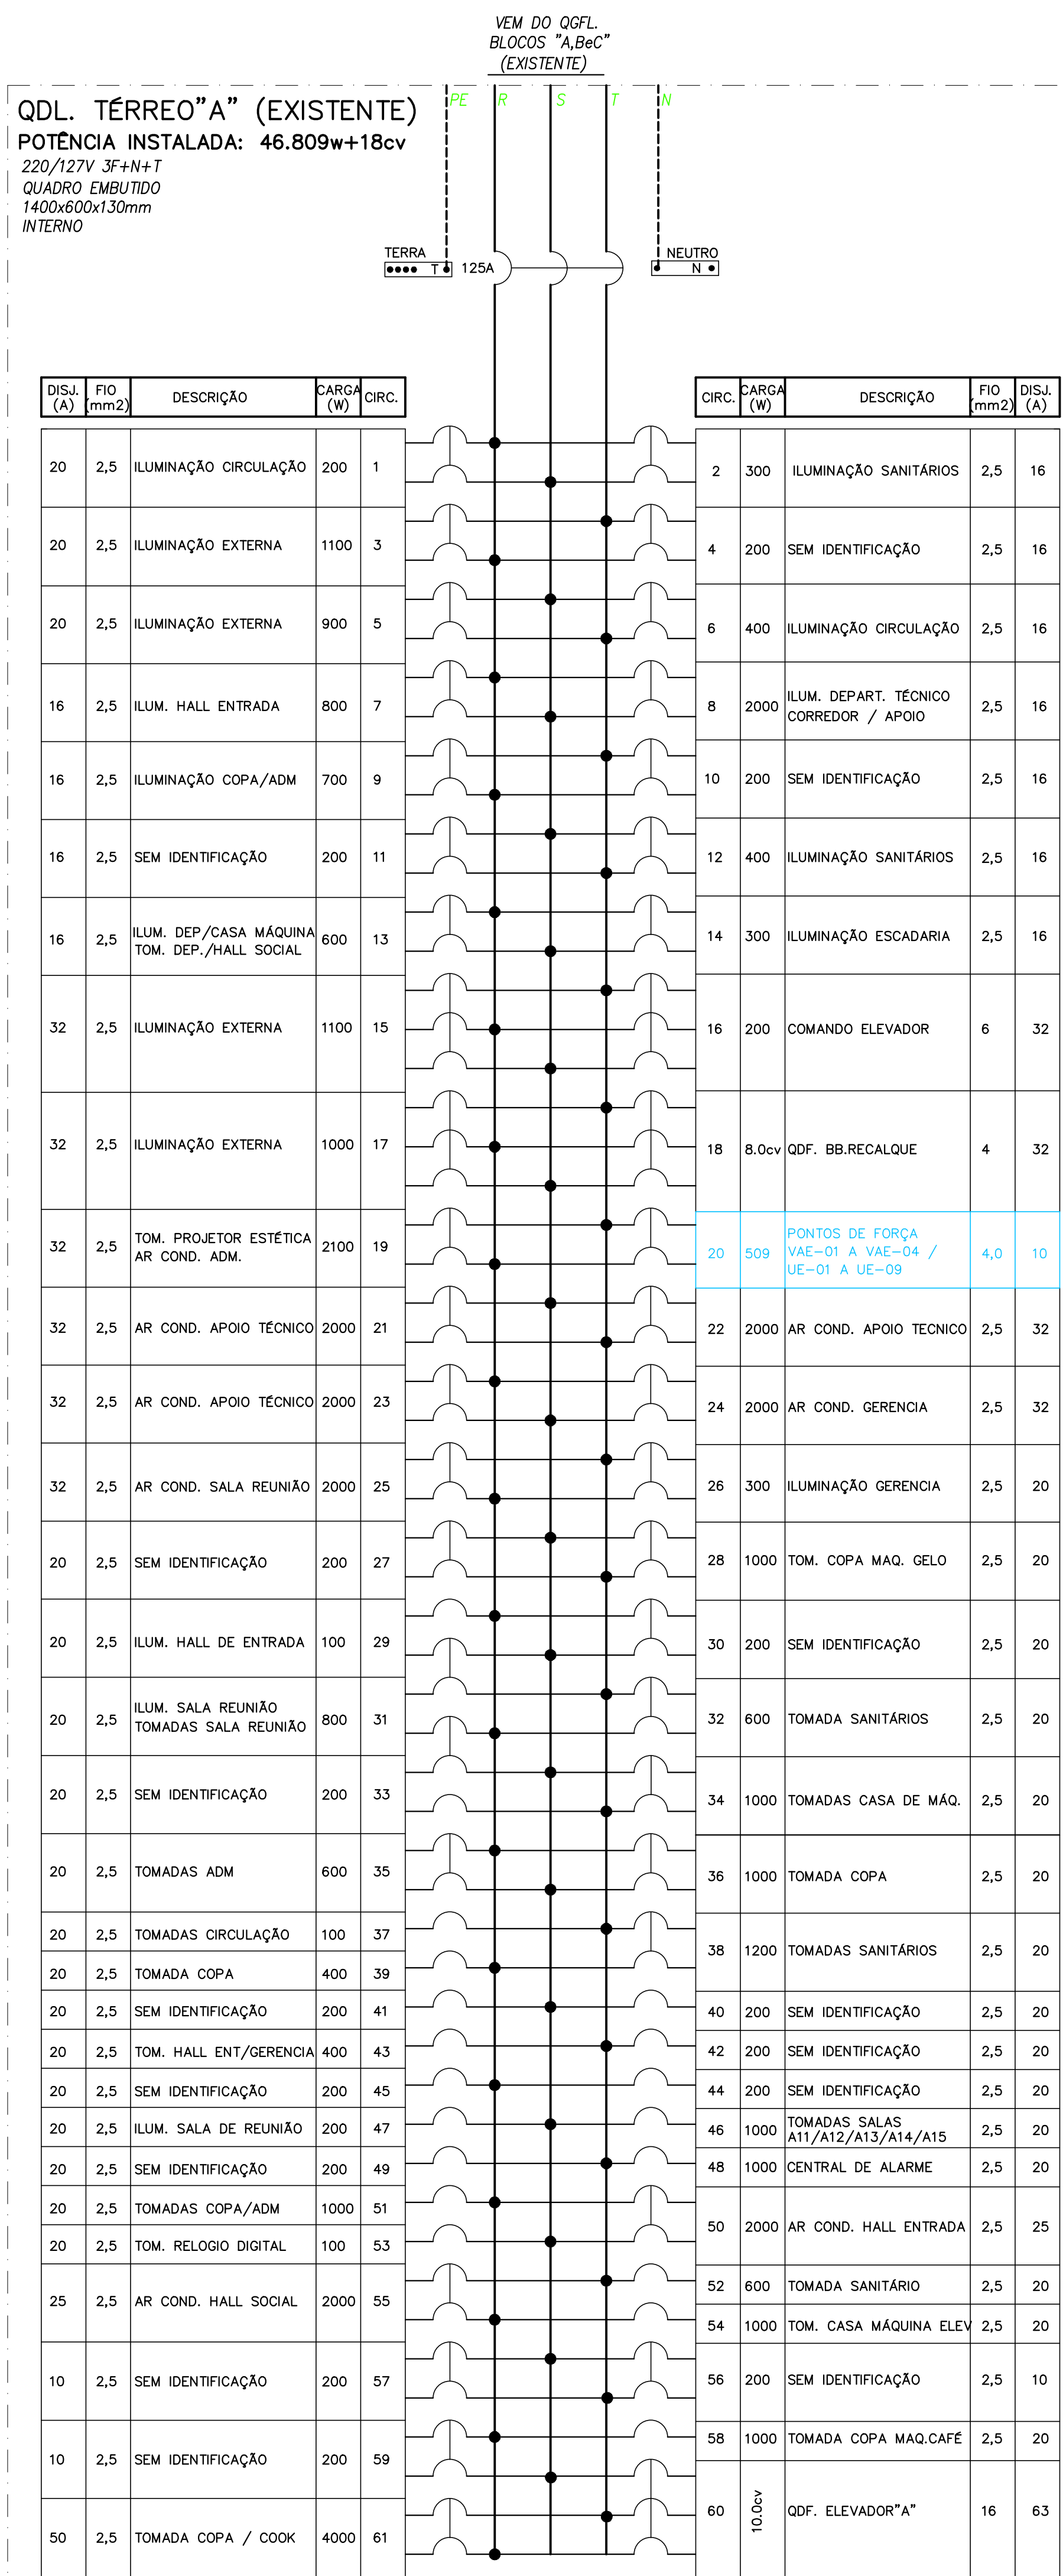 VEM DO QGFL.
BLOCOS "A,BeC"
(EXISTENTE)
QDL. TÉRREO"A" (EXISTENTE)
POTÊNCIA INSTALADA: 46.809w+18cv
220/127V 3F+N+T
QUADRO EMBUTIDO
1400x600x130mm
INTERNO
PE R S T N
TERRA
T
125A
NEUTRO
N
DISJ. (A) FIO (mm2) DESCRIÇÃO CARGA (W) CIRC.
20 2,5 ILUMINAÇÃO CIRCULAÇÃO 200 1
20 2,5 ILUMINAÇÃO EXTERNA 1100 3
20 2,5 ILUMINAÇÃO EXTERNA 900 5
16 2,5 ILUM. HALL ENTRADA 800 7
16 2,5 ILUMINAÇÃO COPA/ADM 700 9
16 2,5 SEM IDENTIFICAÇÃO 200 11
16 2,5 ILUM. DEP/CASA MÁQUINA TOM. DEP./HALL SOCIAL 600 13
32 2,5 ILUMINAÇÃO EXTERNA 1100 15
32 2,5 ILUMINAÇÃO EXTERNA 1000 17
32 2,5 TOM. PROJETOR ESTÉTICA AR COND. ADM. 2100 19
32 2,5 AR COND. APOIO TÉCNICO 2000 21
32 2,5 AR COND. APOIO TÉCNICO 2000 23
32 2,5 AR COND. SALA REUNIÃO 2000 25
20 2,5 SEM IDENTIFICAÇÃO 200 27
20 2,5 ILUM. HALL DE ENTRADA 100 29
20 2,5 ILUM. SALA REUNIÃO TOMADAS SALA REUNIÃO 800 31
20 2,5 SEM IDENTIFICAÇÃO 200 33
20 2,5 TOMADAS ADM 600 35
20 2,5 TOMADAS CIRCULAÇÃO 100 37
20 2,5 TOMADA COPA 400 39
20 2,5 SEM IDENTIFICAÇÃO 200 41
20 2,5 TOM. HALL ENT/GERENCIA 400 43
20 2,5 SEM IDENTIFICAÇÃO 200 45
20 2,5 ILUM. SALA DE REUNIÃO 200 47
20 2,5 SEM IDENTIFICAÇÃO 200 49
20 2,5 TOMADAS COPA/ADM 1000 51
20 2,5 TOM. RELOGIO DIGITAL 100 53
25 2,5 AR COND. HALL SOCIAL 2000 55
10 2,5 SEM IDENTIFICAÇÃO 200 57
10 2,5 SEM IDENTIFICAÇÃO 200 59
50 2,5 TOMADA COPA / COOK 4000 61
CIRC. CARGA (W) DESCRIÇÃO FIO (mm2) DISJ. (A)
2 300 ILUMINAÇÃO SANITÁRIOS 2,5 16
4 200 SEM IDENTIFICAÇÃO 2,5 16
6 400 ILUMINAÇÃO CIRCULAÇÃO 2,5 16
8 2000 ILUM. DEPART. TÉCNICO CORREDOR / APOIO 2,5 16
10 200 SEM IDENTIFICAÇÃO 2,5 16
12 400 ILUMINAÇÃO SANITÁRIOS 2,5 16
14 300 ILUMINAÇÃO ESCADARIA 2,5 16
16 200 COMANDO ELEVADOR 6 32
18 8.0cv QDF. BB.RECALQUE 4 32
20 509 PONTOS DE FORÇA VAE-01 A VAE-04 / UE-01 A UE-09 4,0 10
22 2000 AR COND. APOIO TECNICO 2,5 32
24 2000 AR COND. GERENCIA 2,5 32
26 300 ILUMINAÇÃO GERENCIA 2,5 20
28 1000 TOM. COPA MAQ. GELO 2,5 20
30 200 SEM IDENTIFICAÇÃO 2,5 20
32 600 TOMADA SANITÁRIOS 2,5 20
34 1000 TOMADAS CASA DE MÁQ. 2,5 20
36 1000 TOMADA COPA 2,5 20
38 1200 TOMADAS SANITÁRIOS 2,5 20
40 200 SEM IDENTIFICAÇÃO 2,5 20
42 200 SEM IDENTIFICAÇÃO 2,5 20
44 200 SEM IDENTIFICAÇÃO 2,5 20
46 1000 TOMADAS SALAS A11/A12/A13/A14/A15 2,5 20
48 1000 CENTRAL DE ALARME 2,5 20
50 2000 AR COND. HALL ENTRADA 2,5 25
52 600 TOMADA SANITÁRIO 2,5 20
54 1000 TOM. CASA MÁQUINA ELEV 2,5 20
56 200 SEM IDENTIFICAÇÃO 2,5 10
58 1000 TOMADA COPA MAQ.CAFÉ 2,5 20
60 10.0cv QDF. ELEVADOR"A" 16 63